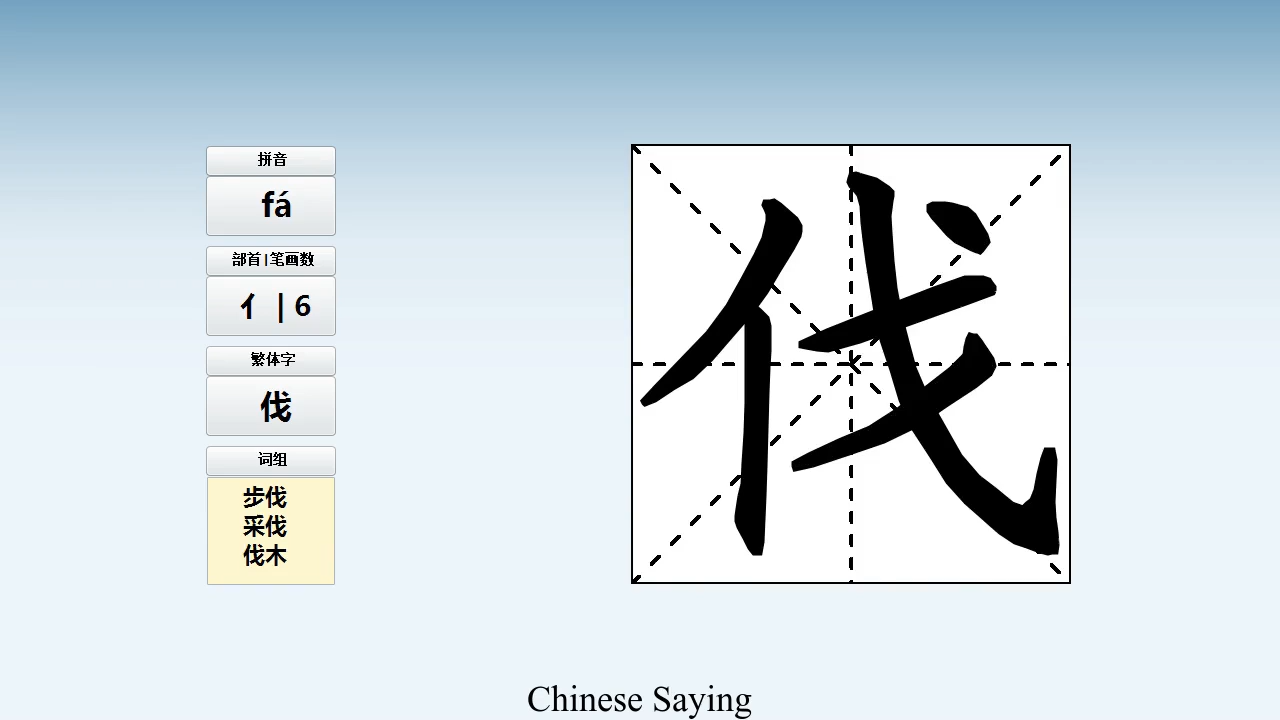 拼音
fá
部首|笔画数
亻 | 6
繁体字
伐
词组
步伐
采伐
伐木
伐
Chinese Saying